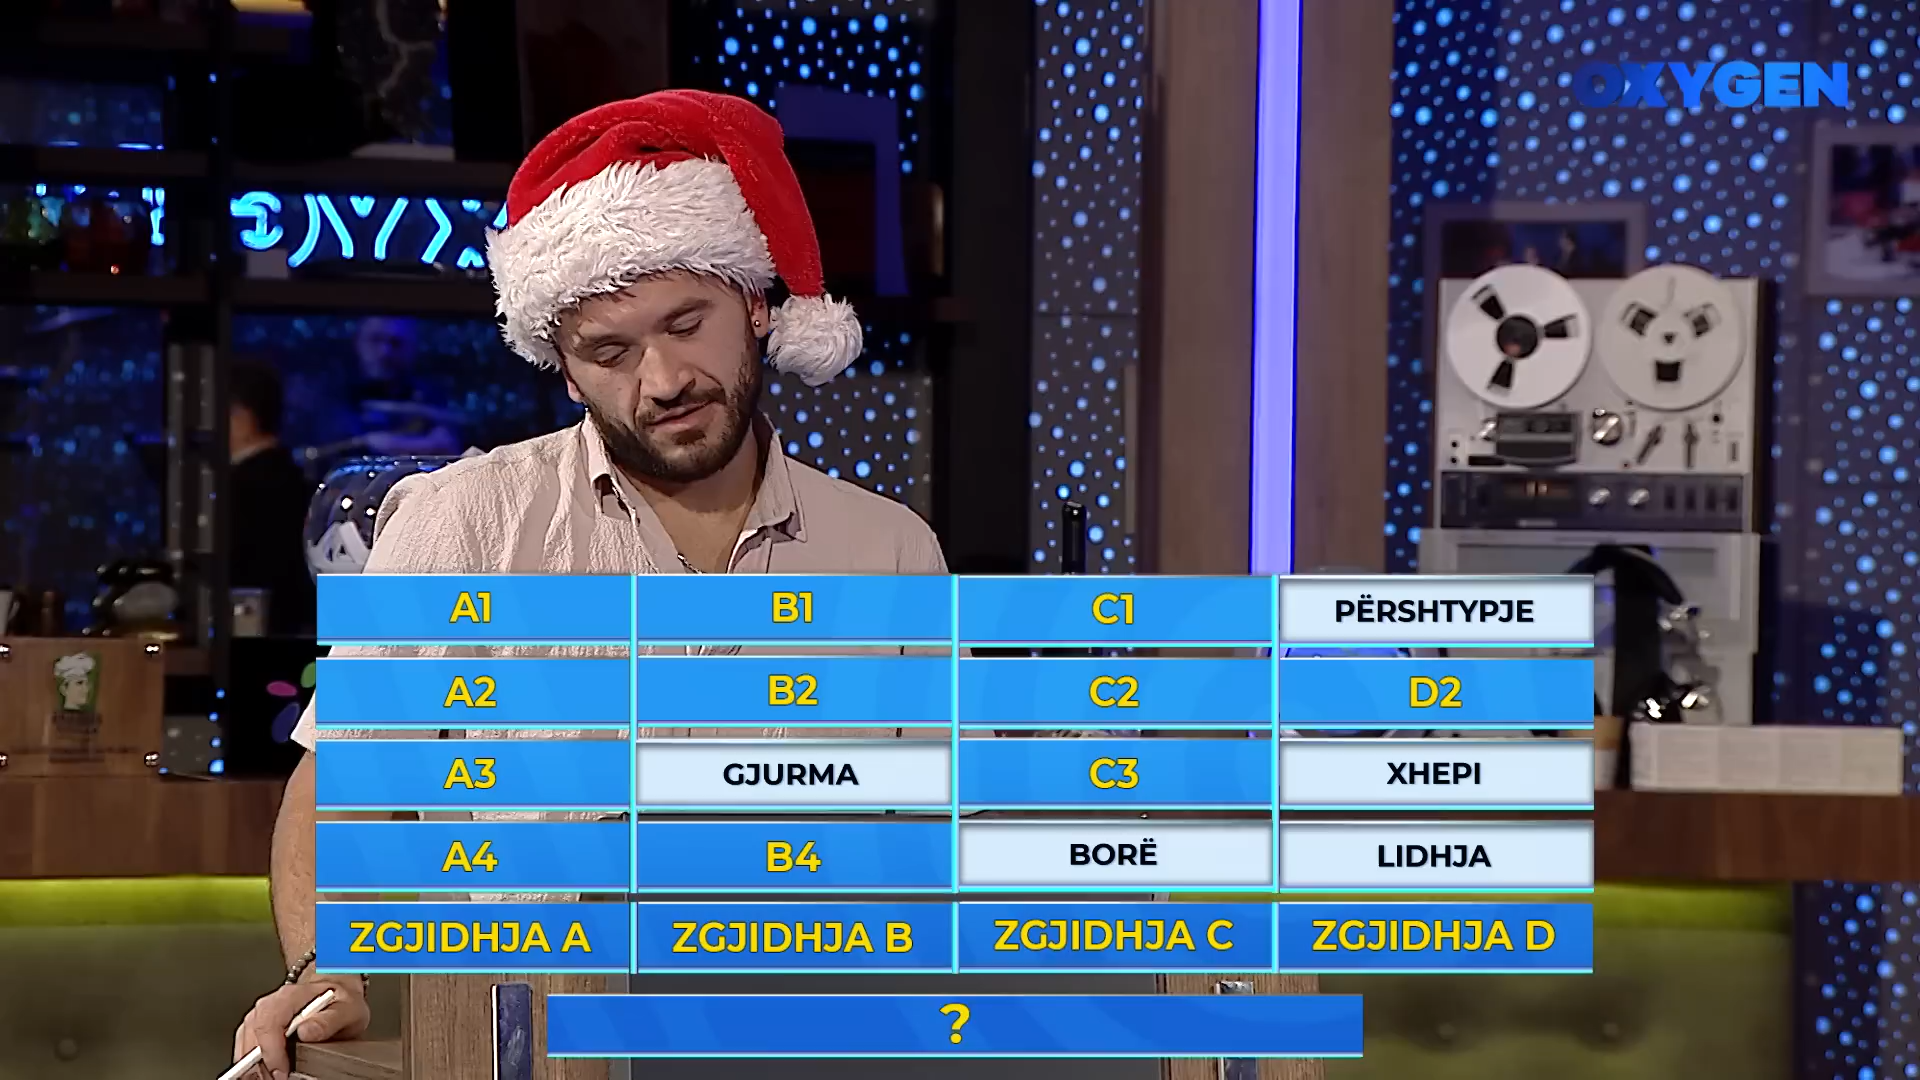 OXYGEN
A1 B1 C1 PËRSHTYPJE
A2 B2 C2 D2
A3 GJURMA C3 XHEPI
A4 B4 BORË LIDHJA
ZGJIDHJA A ZGJIDHJA B ZGJIDHJA C ZGJIDHJA D
?